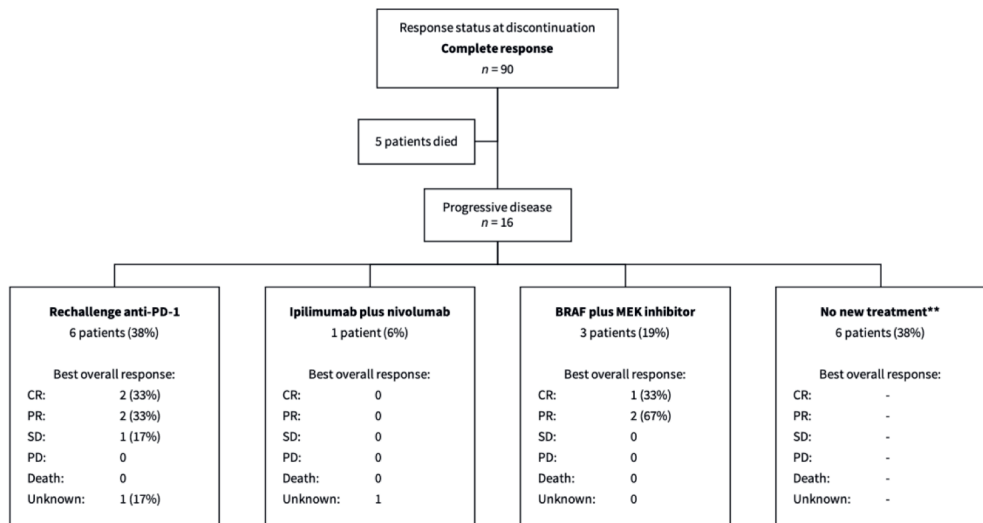 Response status at discontinuation
Complete response
n = 90
5 patients died
Progressive disease
n = 16
Rechallenge anti-PD-1
6 patients (38%)
Best overall response:
CR: 2 (33%)
PR: 2 (33%)
SD: 1 (17%)
PD: 0
Death: 0
Unknown: 1 (17%)
Ipilimumab plus nivolumab
1 patient (6%)
Best overall response:
CR: 0
PR: 0
SD: 0
PD: 0
Death: 0
Unknown: 1
BRAF plus MEK inhibitor
3 patients (19%)
Best overall response:
CR: 1 (33%)
PR: 2 (67%)
SD: 0
PD: 0
Death: 0
Unknown: 0
No new treatment**
6 patients (38%)
Best overall response:
CR: -
PR: -
SD: -
PD: -
Death: -
Unknown: -